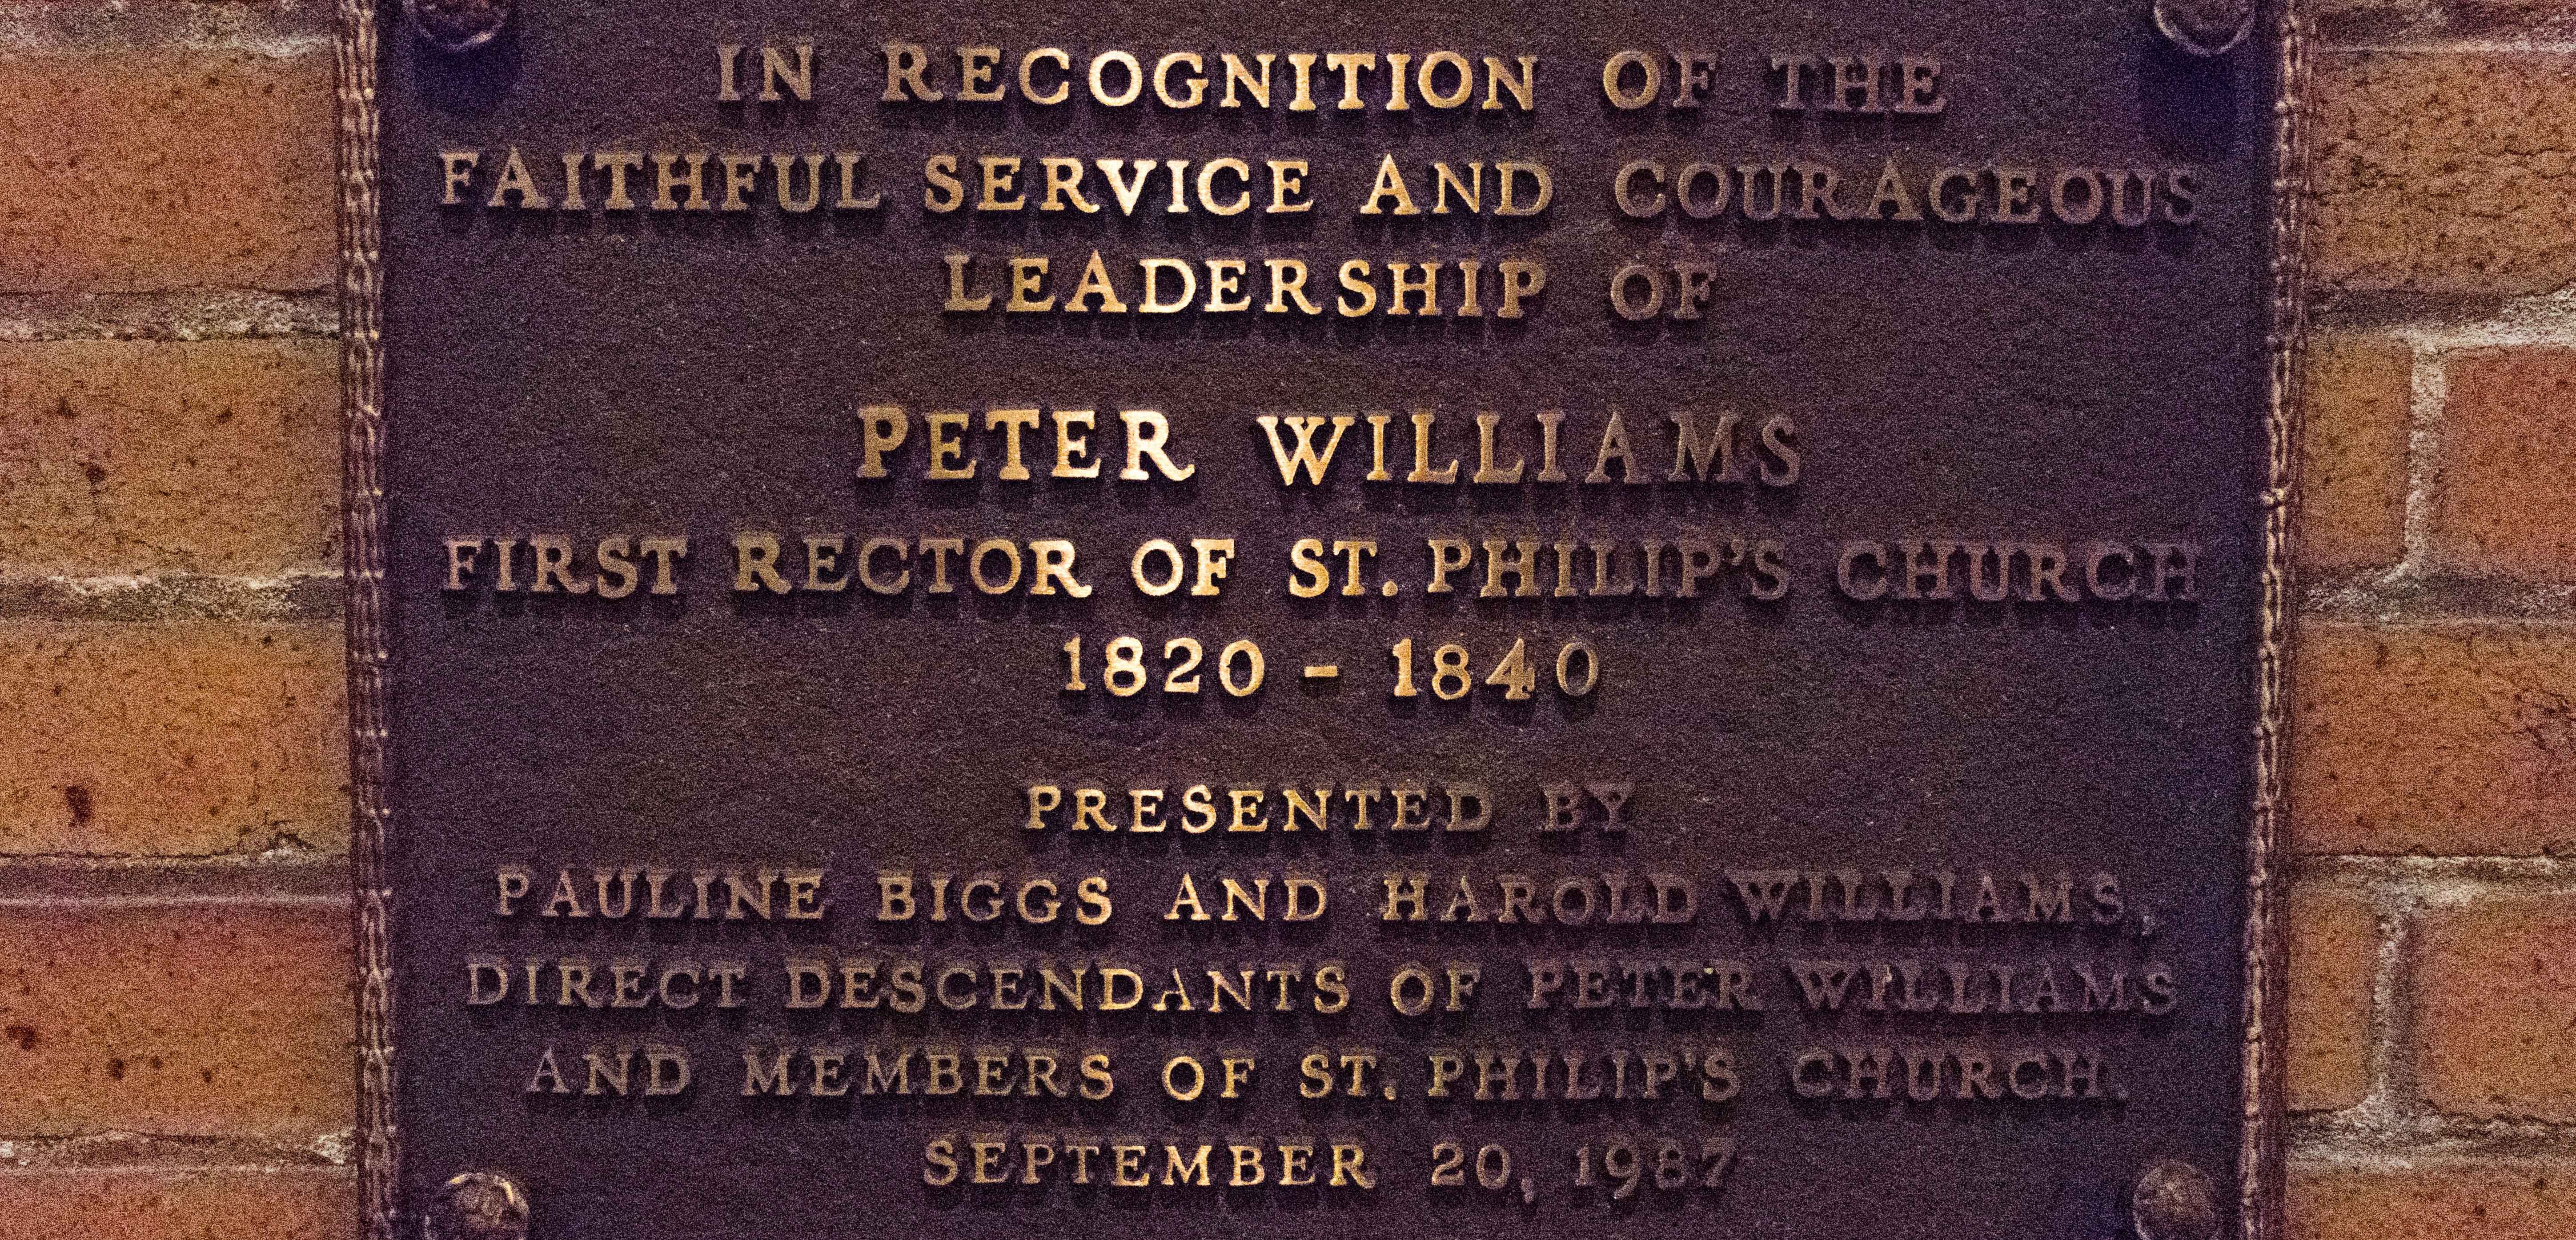 IN RECOGNITION OF THE
FAITHFUL SERVICE AND COURAGEOUS
LEADERSHIP OF
PETER WILLIAMS
FIRST RECTOR OF ST. PHILIP'S CHURCH
1820 - 1840
PRESENTED BY
PAULINE BIGGS AND HAROLD WILLIAMS,
DIRECT DESCENDANTS OF PETER WILLIAMS
AND MEMBERS OF ST. PHILIP'S CHURCH.
SEPTEMBER 20, 1987